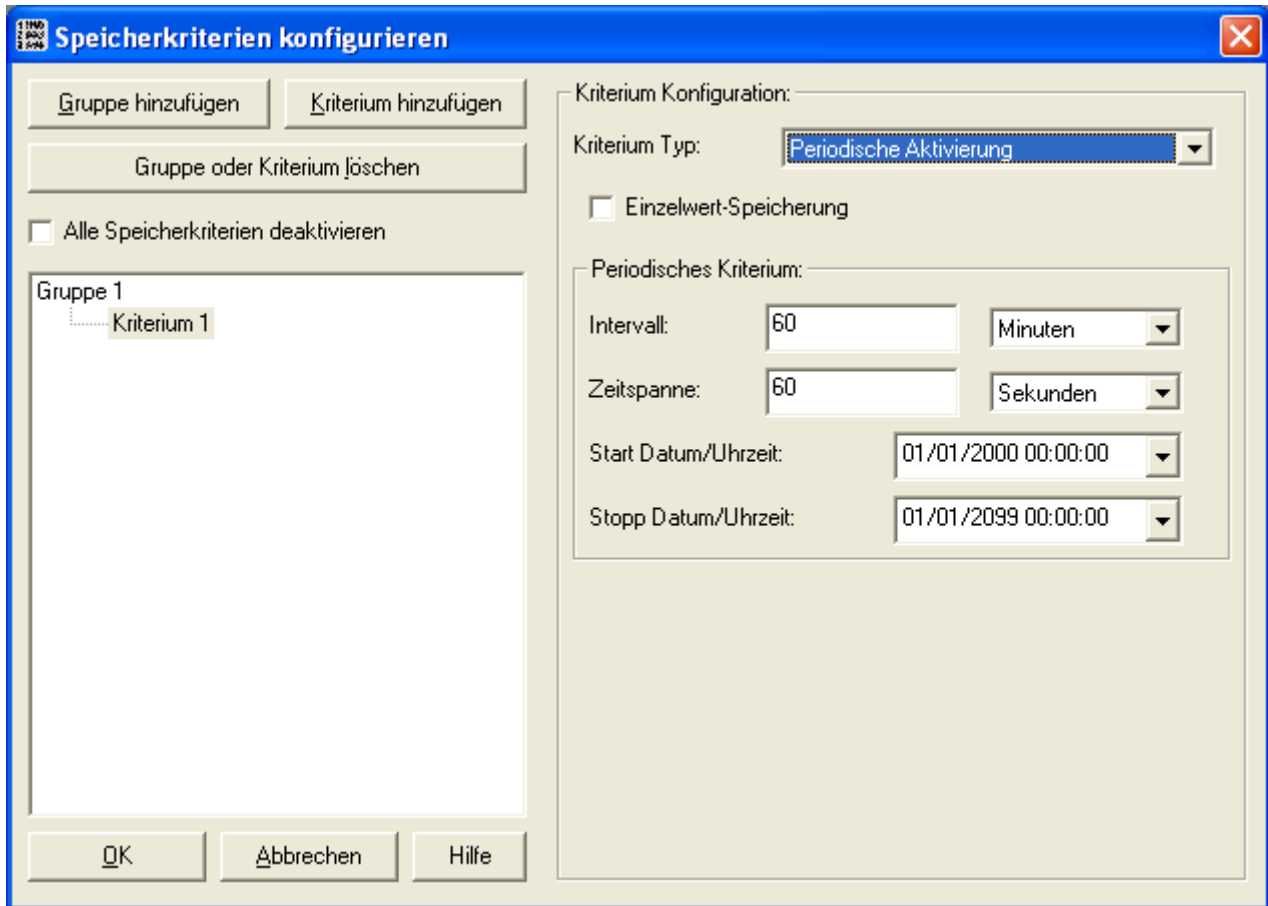 Speicherkriterien konfigurieren
Gruppe hinzufügen
Kriterium hinzufügen
Gruppe oder Kriterium löschen
Alle Speicherkriterien deaktivieren
Gruppe 1
Kriterium 1
OK
Abbrechen
Hilfe
Kriterium Konfiguration:
Kriterium Typ: Periodische Aktivierung
Einzelwert-Speicherung
Periodisches Kriterium:
Intervall: 60 Minuten
Zeitspanne: 60 Sekunden
Start Datum/Uhrzeit: 01/01/2000 00:00:00
Stopp Datum/Uhrzeit: 01/01/2099 00:00:00